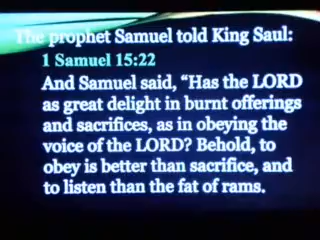 The prophet Samuel told King Saul:
1 Samuel 15:22
And Samuel said, “Has the LORD
as great delight in burnt offerings
and sacrifices, as in obeying the
voice of the LORD? Behold, to
obey is better than sacrifice, and
to listen than the fat of rams.